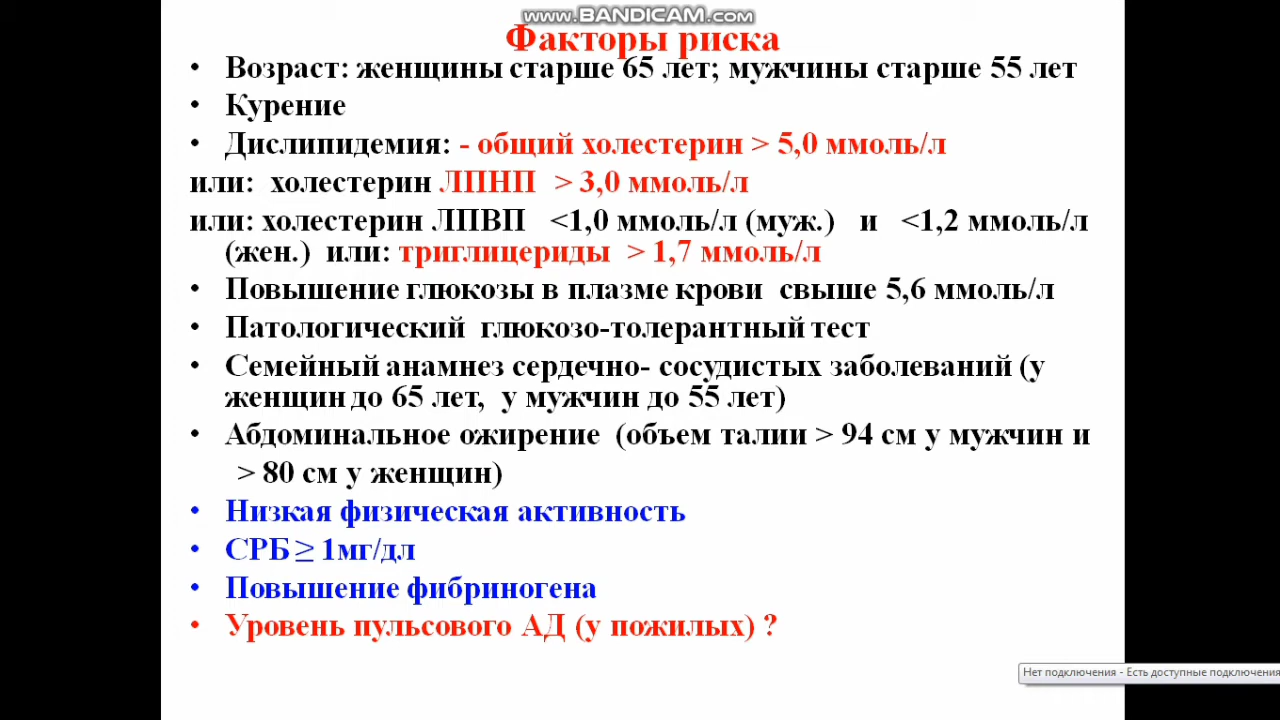 www.BANDICAM.com
Факторы риска
• Возраст: женщины старше 65 лет; мужчины старше 55 лет
• Курение
• Дислипидемия: - общий холестерин > 5,0 ммоль/л
или: холестерин ЛПНП > 3,0 ммоль/л
или: холестерин ЛПВП <1,0 ммоль/л (муж.) и <1,2 ммоль/л
(жен.) или: триглицериды > 1,7 ммоль/л
• Повышение глюкозы в плазме крови свыше 5,6 ммоль/л
• Патологический глюкозо-толерантный тест
• Семейный анамнез сердечно- сосудистых заболеваний (у
женщин до 65 лет, у мужчин до 55 лет)
• Абдоминальное ожирение (объем талии > 94 см у мужчин и
> 80 см у женщин)
• Низкая физическая активность
• СРБ ≥ 1мг/дл
• Повышение фибриногена
• Уровень пульсового АД (у пожилых) ?
Нет подключения - Есть доступные подключения